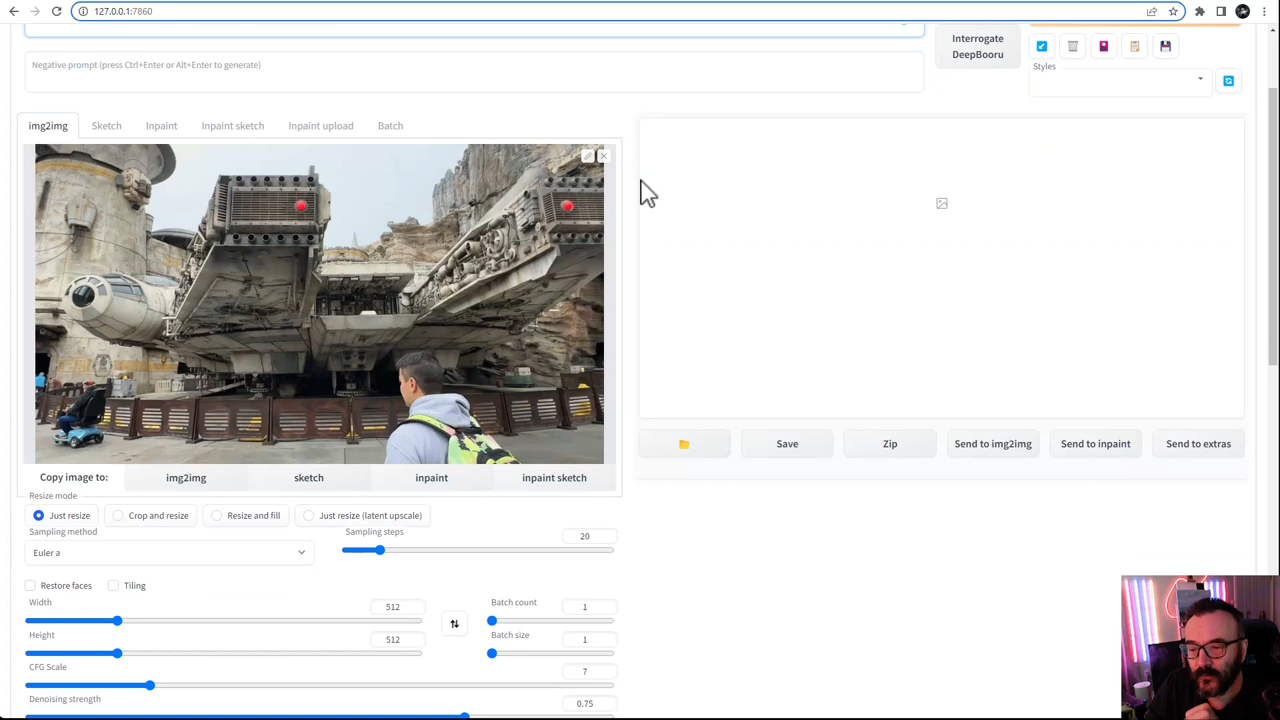 127.0.0.1:7860
Interrogate
DeepBooru
Negative prompt (press Ctrl+Enter or Alt+Enter to generate)
Styles
img2img Sketch Inpaint Inpaint sketch Inpaint upload Batch
Save Zip Send to img2img Send to inpaint Send to extras
Copy image to: img2img sketch inpaint inpaint sketch
Resize mode
Just resize Crop and resize Resize and fill Just resize (latent upscale)
Sampling method Sampling steps 20
Euler a
Restore faces Tiling
Width 512 Batch count 1
Height 512 Batch size 1
CFG Scale 7
Denoising strength 0.75